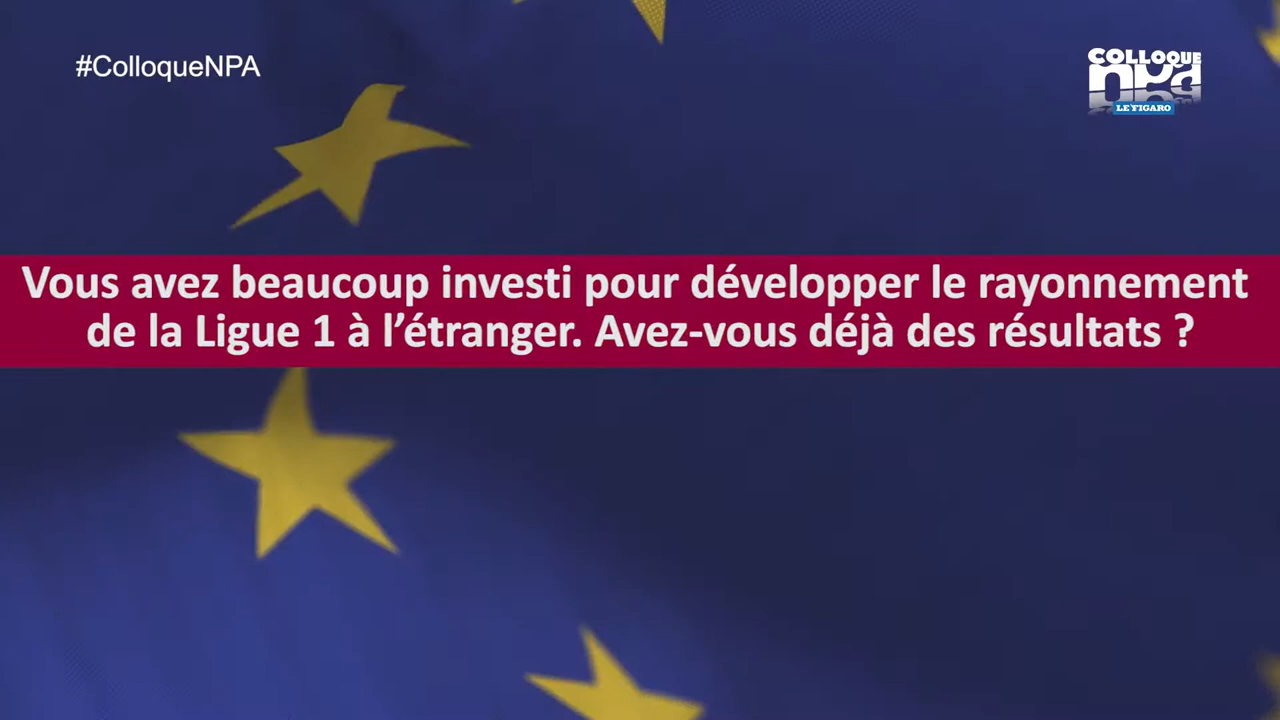 #ColloqueNPA
COLLOQUE
npa
LE FIGARO
Vous avez beaucoup investi pour développer le rayonnement
de la Ligue 1 à l’étranger. Avez-vous déjà des résultats ?